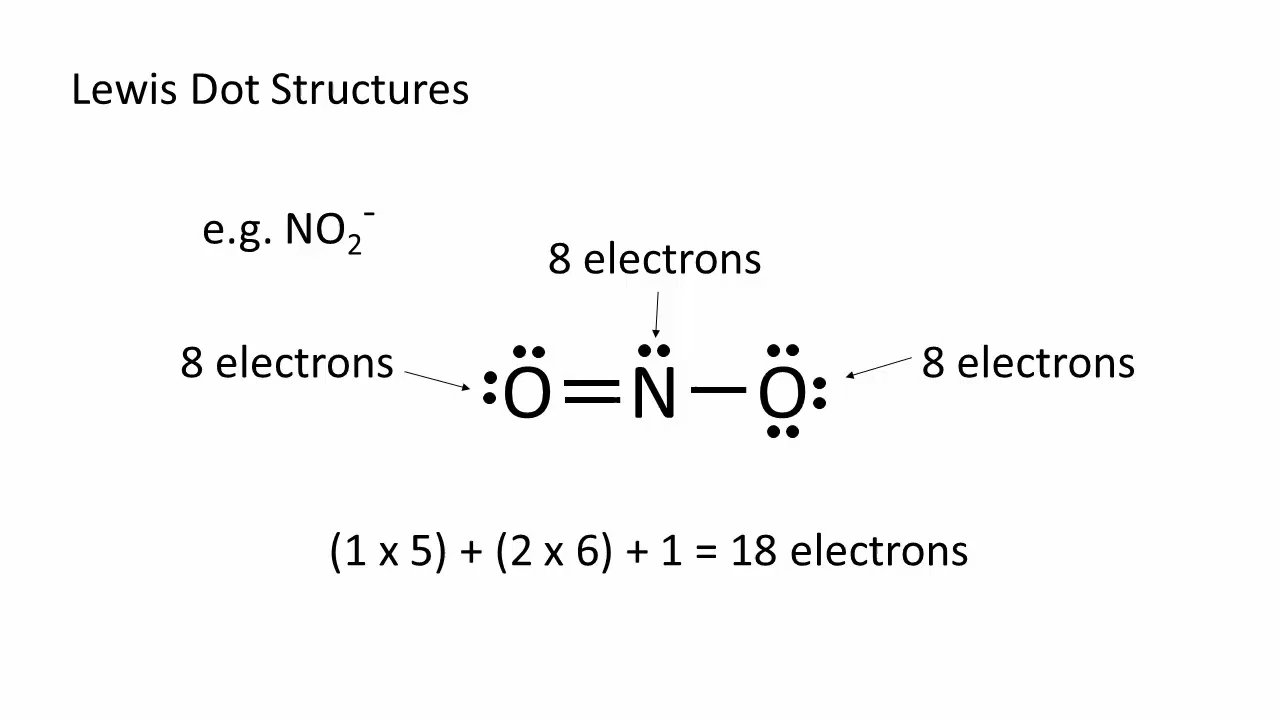 Lewis Dot Structures
e.g. NO₂⁻
8 electrons
8 electrons
8 electrons
O = N – O
(1 x 5) + (2 x 6) + 1 = 18 electrons